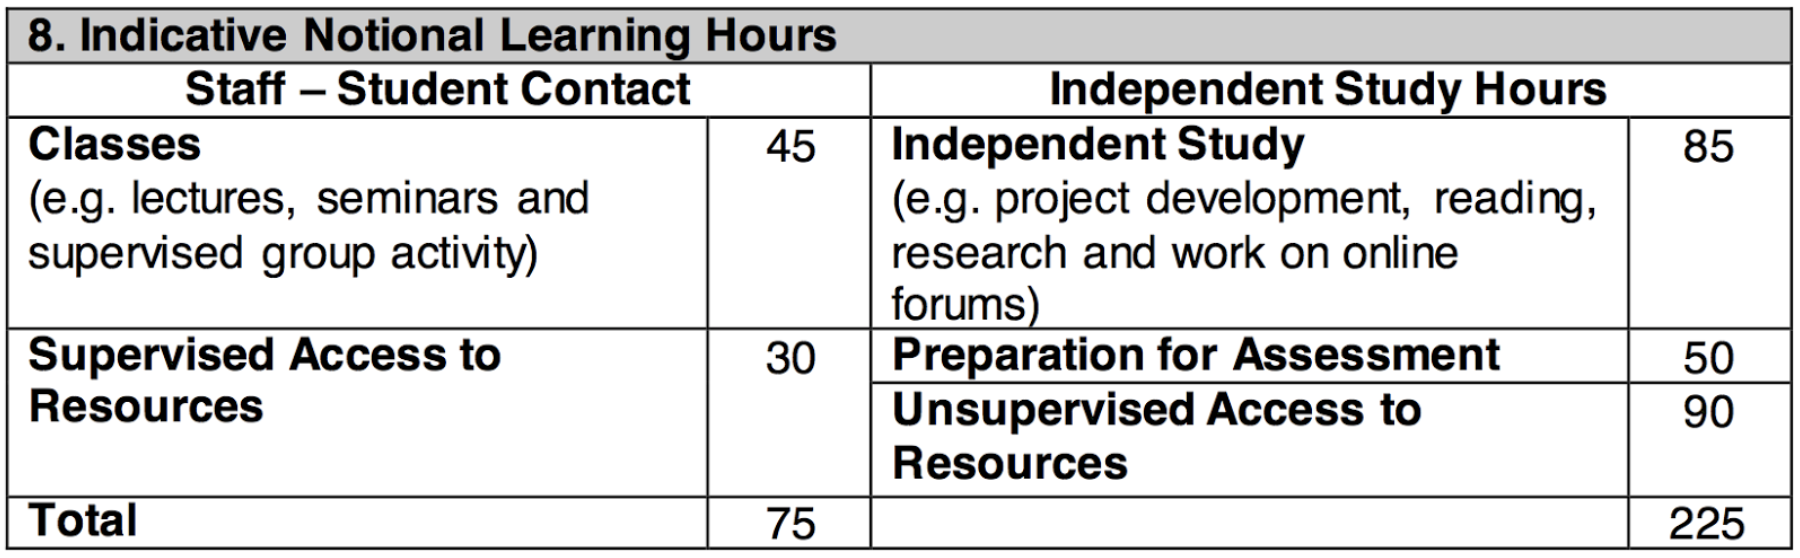 8. Indicative Notional Learning Hours
Staff – Student Contact
Independent Study Hours
Classes
45
(e.g. lectures, seminars and
supervised group activity)
Independent Study
85
(e.g. project development, reading,
research and work on online
forums)
Supervised Access to
30
Resources
Preparation for Assessment
50
Unsupervised Access to
90
Resources
Total
75
225